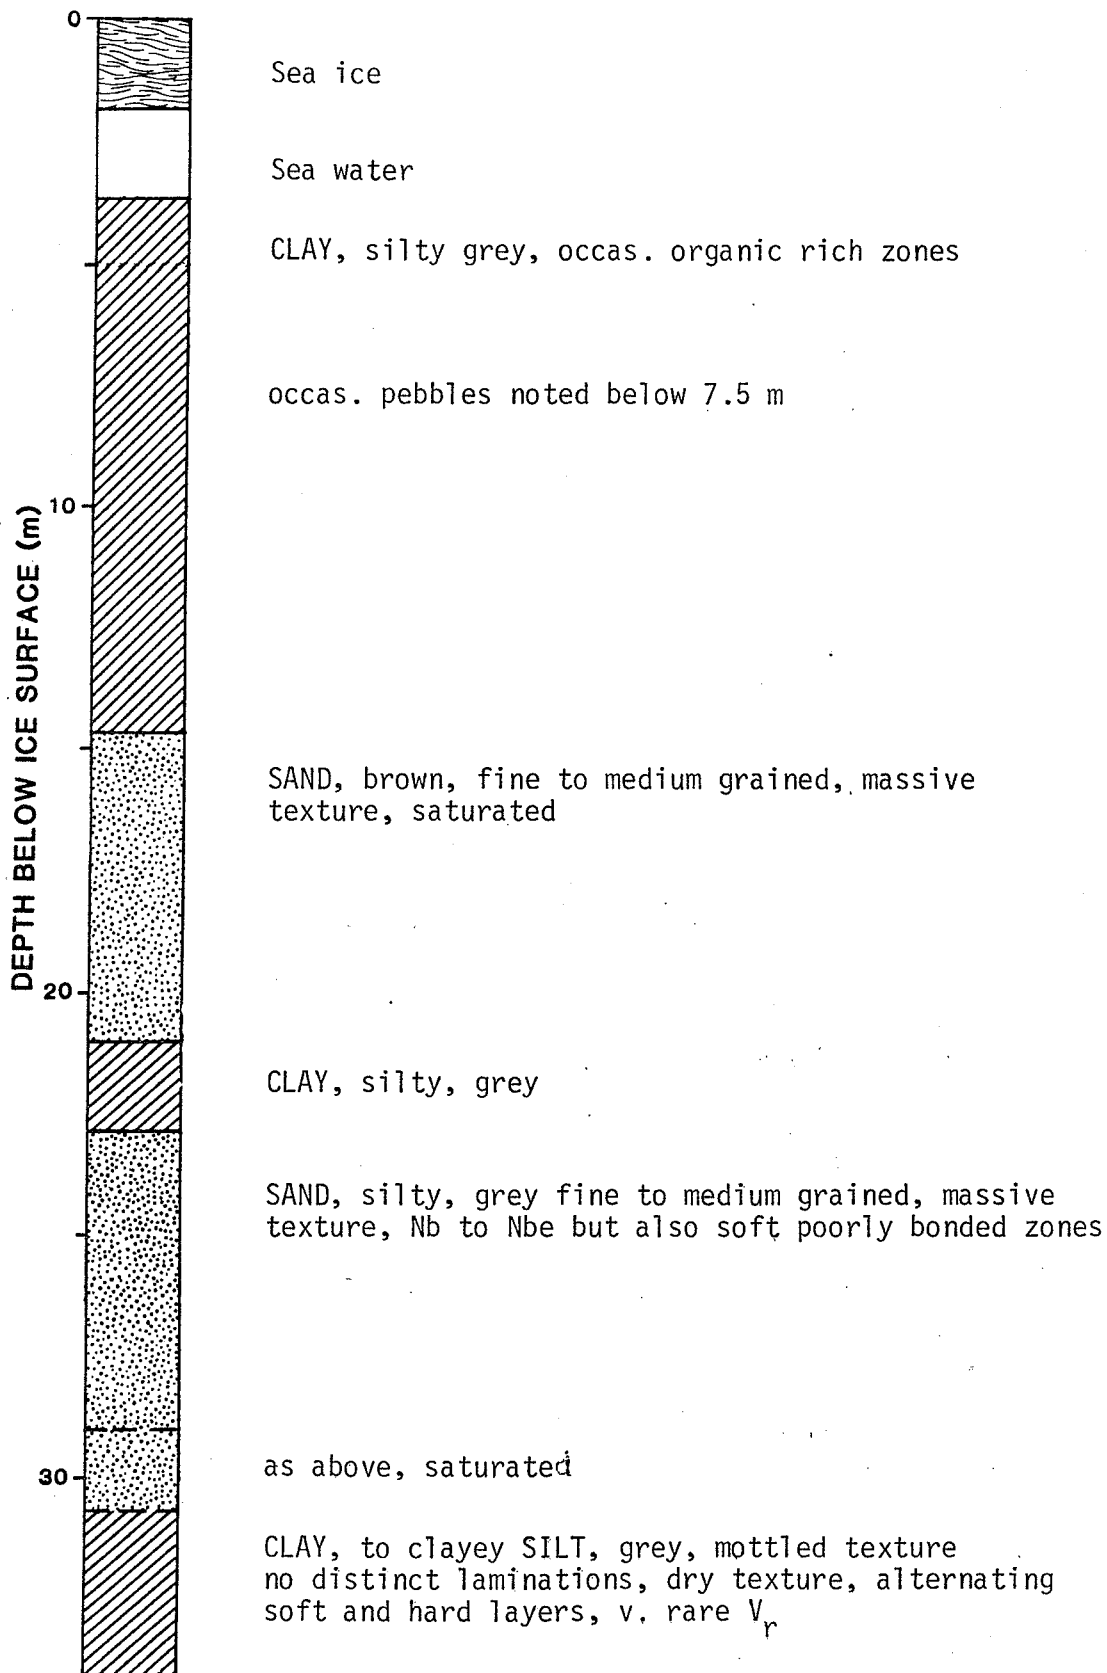 0
Sea ice
Sea water
CLAY, silty grey, occas. organic rich zones
occas. pebbles noted below 7.5 m
10
DEPTH BELOW ICE SURFACE (m)
SAND, brown, fine to medium grained, massive
texture, saturated
20
CLAY, silty, grey
SAND, silty, grey fine to medium grained, massive
texture, Nb to Nbe but also soft poorly bonded zones
as above, saturated
30
CLAY, to clayey SILT, grey, mottled texture
no distinct laminations, dry texture, alternating
soft and hard layers, v. rare Vr